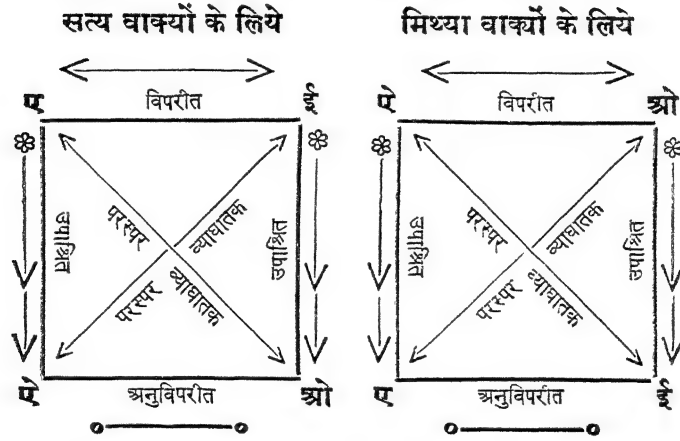 सत्य वाक्यों के लिये
विपरीत
ए ई
उपाश्रित
परस्पर व्याघातक
परस्पर व्याघातक
उपाश्रित
ऐ ओ
अनुविपरीत
मिथ्या वाक्यों के लिये
विपरीत
ऐ ओ
उपाश्रित
परस्पर व्याघातक
परस्पर व्याघातक
उपाश्रित
ए ई
अनुविपरीत